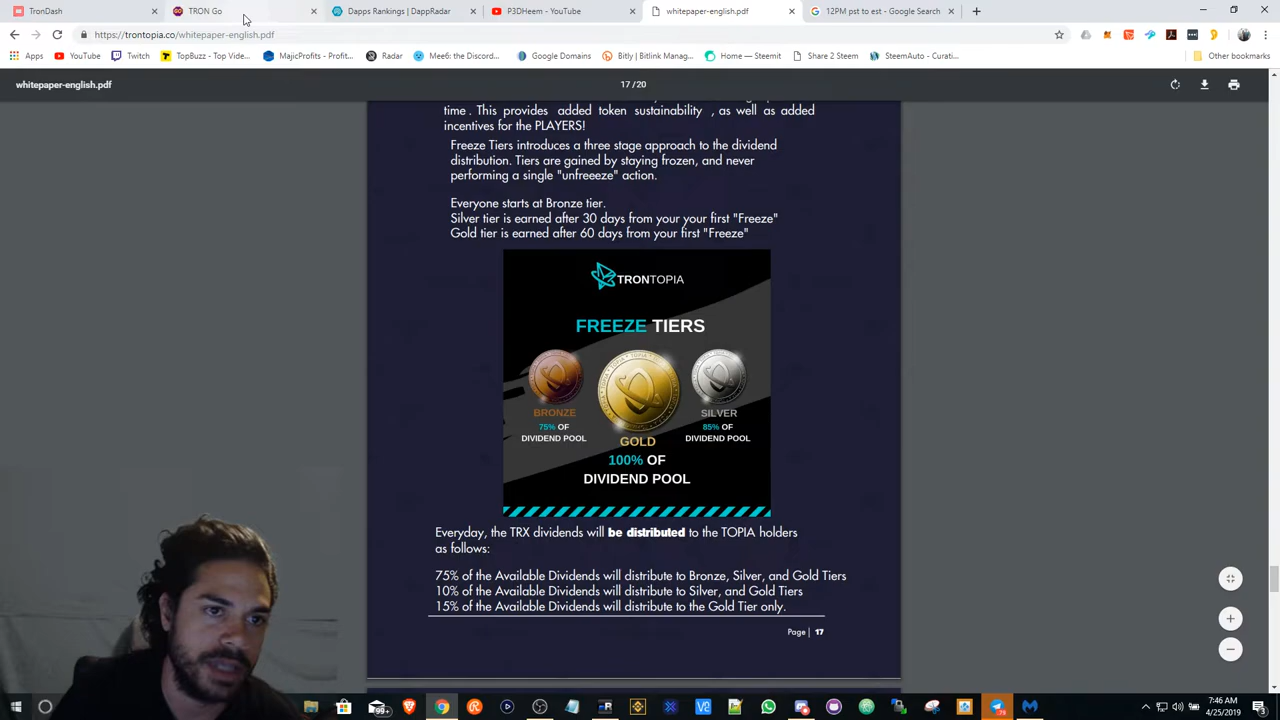 TronDash
TRON Go
Dapps Rankings | DappRadar
P3DHeem - YouTube
whitepaper-english.pdf
12PM pst to est - Google Search
https://trontopia.co/whitepaper-english.pdf
Apps
YouTube
Twitch
TopBuzz - Top Vide...
MajicProfits - Profit...
Radar
Mee6 the Discord...
Google Domains
Bitly | Bitlink Manag...
Home — Steemit
Share 2 Steem
SteemAuto - Curati...
Other bookmarks
whitepaper-english.pdf
17 / 20
time . This provides added token sustainability , as well as added
incentives for the PLAYERS!
Freeze Tiers introduces a three stage approach to the dividend
distribution. Tiers are gained by staying frozen, and never
performing a single "unfreeeze" action.
Everyone starts at Bronze tier.
Silver tier is earned after 30 days from your your first "Freeze"
Gold tier is earned after 60 days from your first "Freeze"
TRONTOPIA
FREEZE TIERS
BRONZE
75% OF
DIVIDEND POOL
GOLD
100% OF
DIVIDEND POOL
SILVER
85% OF
DIVIDEND POOL
Everyday, the TRX dividends will be distributed to the TOPIA holders
as follows:
75% of the Available Dividends will distribute to Bronze, Silver, and Gold Tiers
10% of the Available Dividends will distribute to Silver, and Gold Tiers
15% of the Available Dividends will distribute to the Gold Tier only.
Page | 17
99+
7:46 AM
4/25/2019